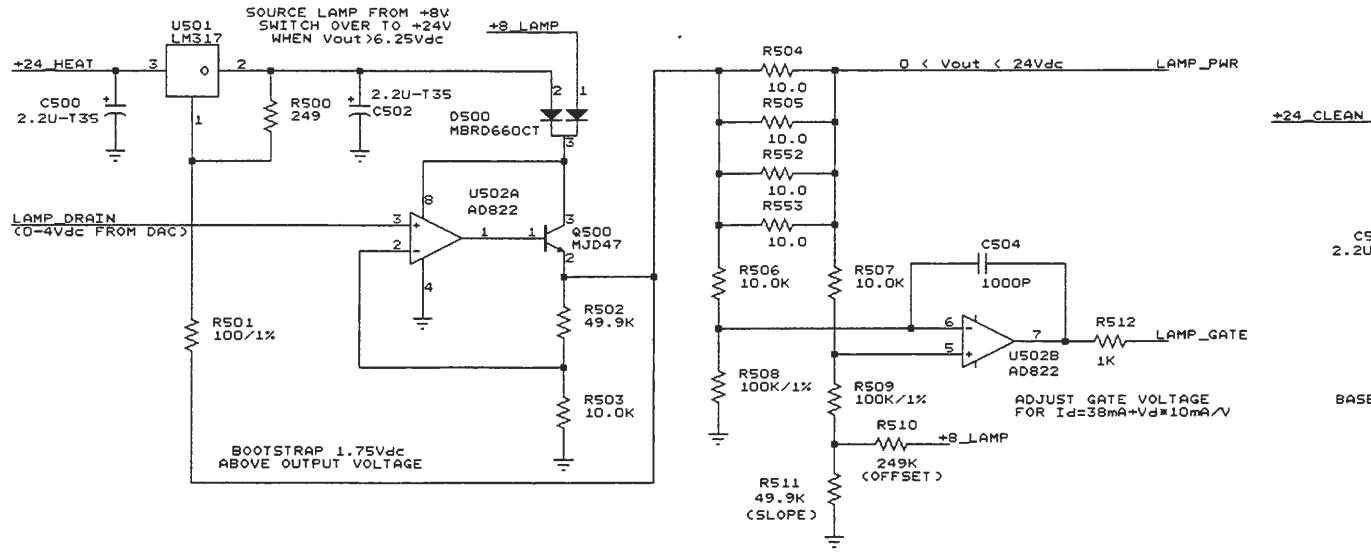 SOURCE LAMP FROM +8V
SWITCH OVER TO +24V
WHEN Vout>6.25Vdc
U501
LM317
+24_HEAT
3
O
2
1
C500
2.2U-T35
R500
249
2.2U-T35
C502
+8_LAMP
2
1
D500
MBRD660CT
3
U502A
AD822
8
LAMP_DRAIN
(0-4Vdc FROM DAC)
3
+
2
-
1
4
1
3
Q500
MJD47
2
R501
100/1%
R502
49.9K
R503
10.0K
BOOTSTRAP 1.75Vdc
ABOVE OUTPUT VOLTAGE
R504
10.0
R505
10.0
R552
10.0
R553
10.0
0 < Vout < 24Vdc
LAMP_PWR
R506
10.0K
R507
10.0K
C504
1000P
6
-
5
+
7
U502B
AD822
R512
1K
LAMP_GATE
R508
100K/1%
R509
100K/1%
ADJUST GATE VOLTAGE
FOR Id=38mA+Vd*10mA/V
R510
+8_LAMP
249K
(OFFSET)
R511
49.9K
(SLOPE)
+24_CLEAN
C5
2.2U
BASE